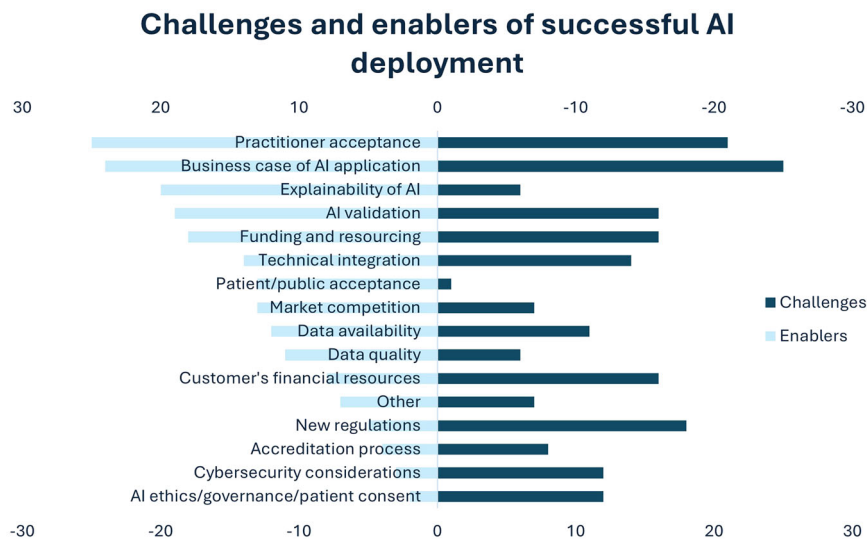 Challenges and enablers of successful AI
deployment
30 20 10 0 -10 -20 -30
Practitioner acceptance
Business case of AI application
Explainability of AI
AI validation
Funding and resourcing
Technical integration
Patient/public acceptance
Market competition
Data availability
Data quality
Customer's financial resources
Other
New regulations
Accreditation process
Cybersecurity considerations
AI ethics/governance/patient consent
-30 -20 -10 0 10 20 30
Challenges
Enablers